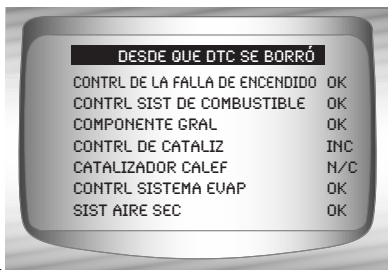 DESDE QUE DTC SE BORRÓ
CONTRL DE LA FALLA DE ENCENDIDO OK
CONTRL SIST DE COMBUSTIBLE OK
COMPONENTE GRAL OK
CONTRL DE CATALIZ INC
CATALIZADOR CALEF N/C
CONTRL SISTEMA EVAP OK
SIST AIRE SEC OK